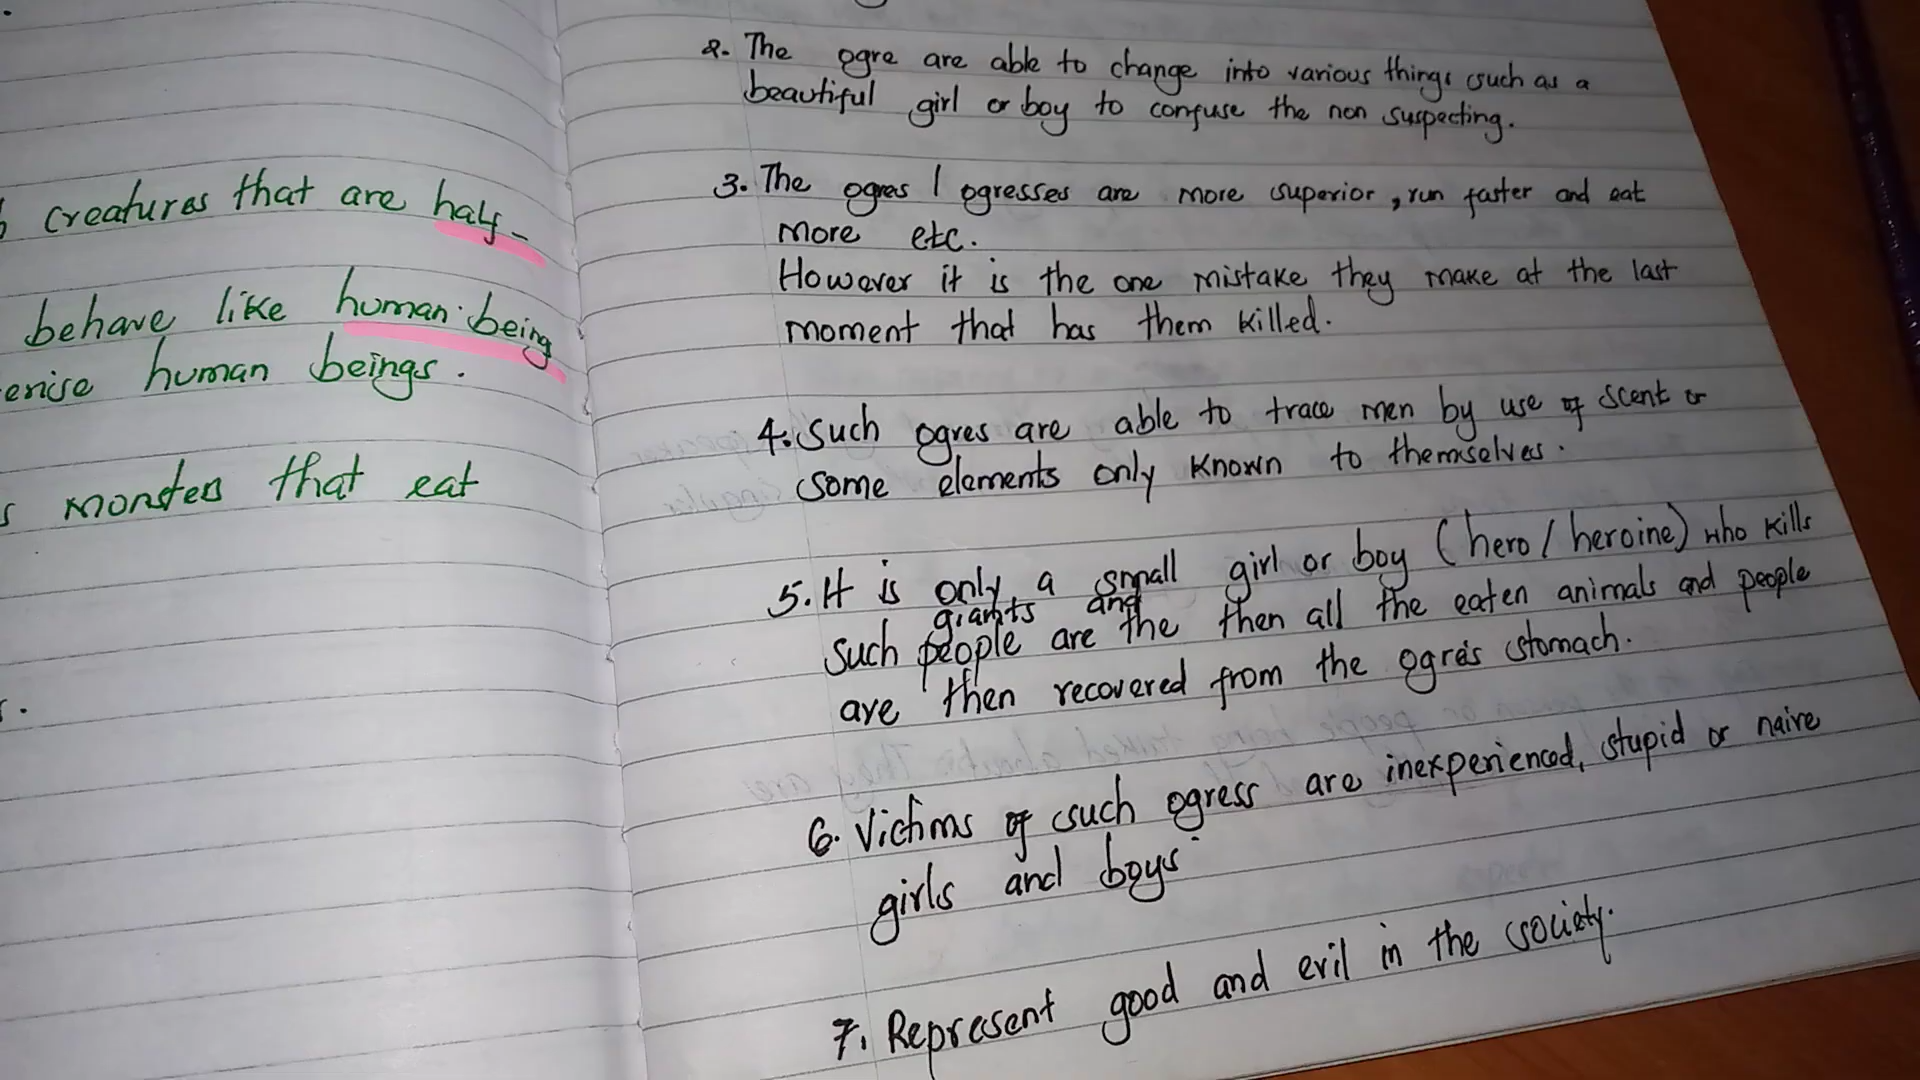 creatures that are half-
behave like human being
human beings.
monsters that eat
2. The ogre are able to change into various things such as a
beautiful girl or boy to confuse the non suspecting.
3. The ogres / ogresses are more superior, run faster and eat
more etc.
However it is the one mistake they make at the last
moment that has them killed.
4. Such ogres are able to trace men by use of scent or
some elements only known to themselves.
5. It is only a small girl or boy (hero / heroine) who kills
giants and
such people are the then all the eaten animals and people
are then recovered from the ogre's stomach.
6. Victims of such ogress are inexperienced, stupid or naive
girls and boys
7. Represent good and evil in the society.